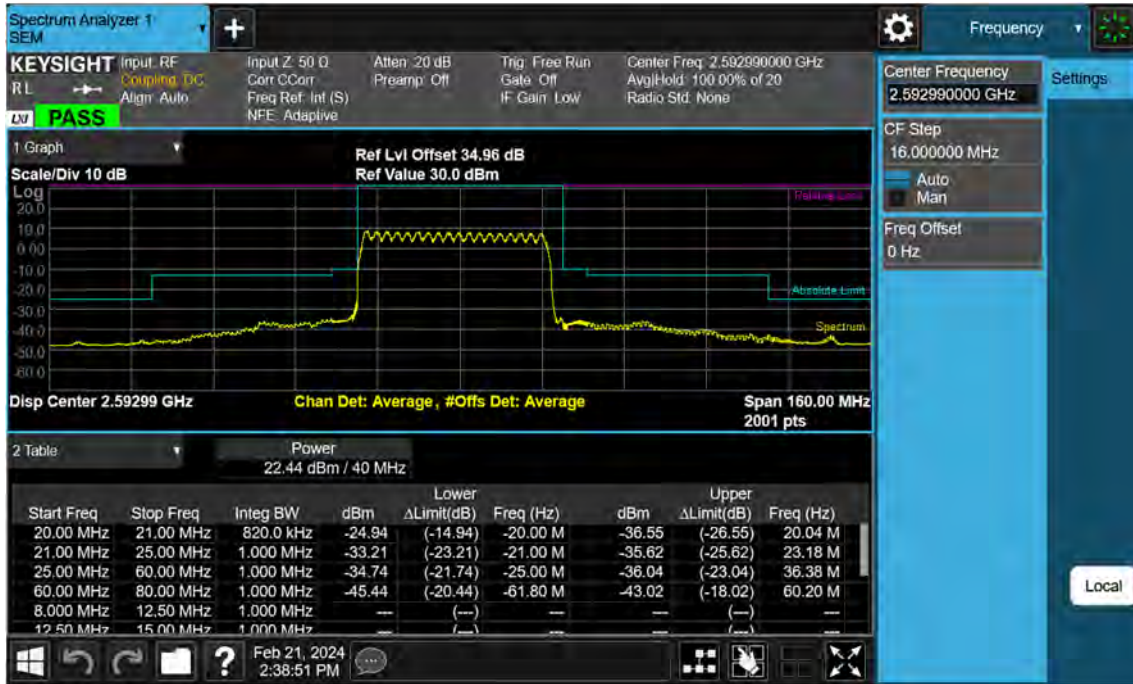 Spectrum Analyzer 1
SEM
Frequency
KEYSIGHT
RL
LXI PASS
Input: RF
Coupling: DC
Align: Auto
Input Z: 50 Ω
Corr CCorr
Freq Ref: Int (S)
NFE: Adaptive
Atten: 20 dB
Preamp: Off
Trig: Free Run
Gate: Off
IF Gain: Low
Center Freq: 2.592990000 GHz
Avg|Hold: 100.00% of 20
Radio Std: None
Center Frequency
2.592990000 GHz
Settings
CF Step
16.000000 MHz
Auto
Man
Freq Offset
0 Hz
Local
1 Graph
Scale/Div 10 dB
Ref Lvl Offset 34.96 dB
Ref Value 30.0 dBm
Log
20.0
10.0
0.00
-10.0
-20.0
-30.0
-40.0
-50.0
-60.0
Relative Limit
Absolute Limit
Spectrum
Disp Center 2.59299 GHz
Chan Det: Average, #Offs Det: Average
Span 160.00 MHz
2001 pts
2 Table
Power
22.44 dBm / 40 MHz
Lower Upper
Start Freq Stop Freq Integ BW dBm ΔLimit(dB) Freq (Hz) dBm ΔLimit(dB) Freq (Hz)
20.00 MHz 21.00 MHz 820.0 kHz -24.94 (-14.94) -20.00 M -36.55 (-26.55) 20.04 M
21.00 MHz 25.00 MHz 1.000 MHz -33.21 (-23.21) -21.00 M -35.62 (-25.62) 23.18 M
25.00 MHz 60.00 MHz 1.000 MHz -34.74 (-21.74) -25.00 M -36.04 (-23.04) 36.38 M
60.00 MHz 80.00 MHz 1.000 MHz -45.44 (-20.44) -61.80 M -43.02 (-18.02) 60.20 M
8.000 MHz 12.50 MHz 1.000 MHz --- (---) --- --- (---) ---
12.50 MHz 15.00 MHz 1.000 MHz --- (---) --- --- (---) ---
Feb 21, 2024
2:38:51 PM